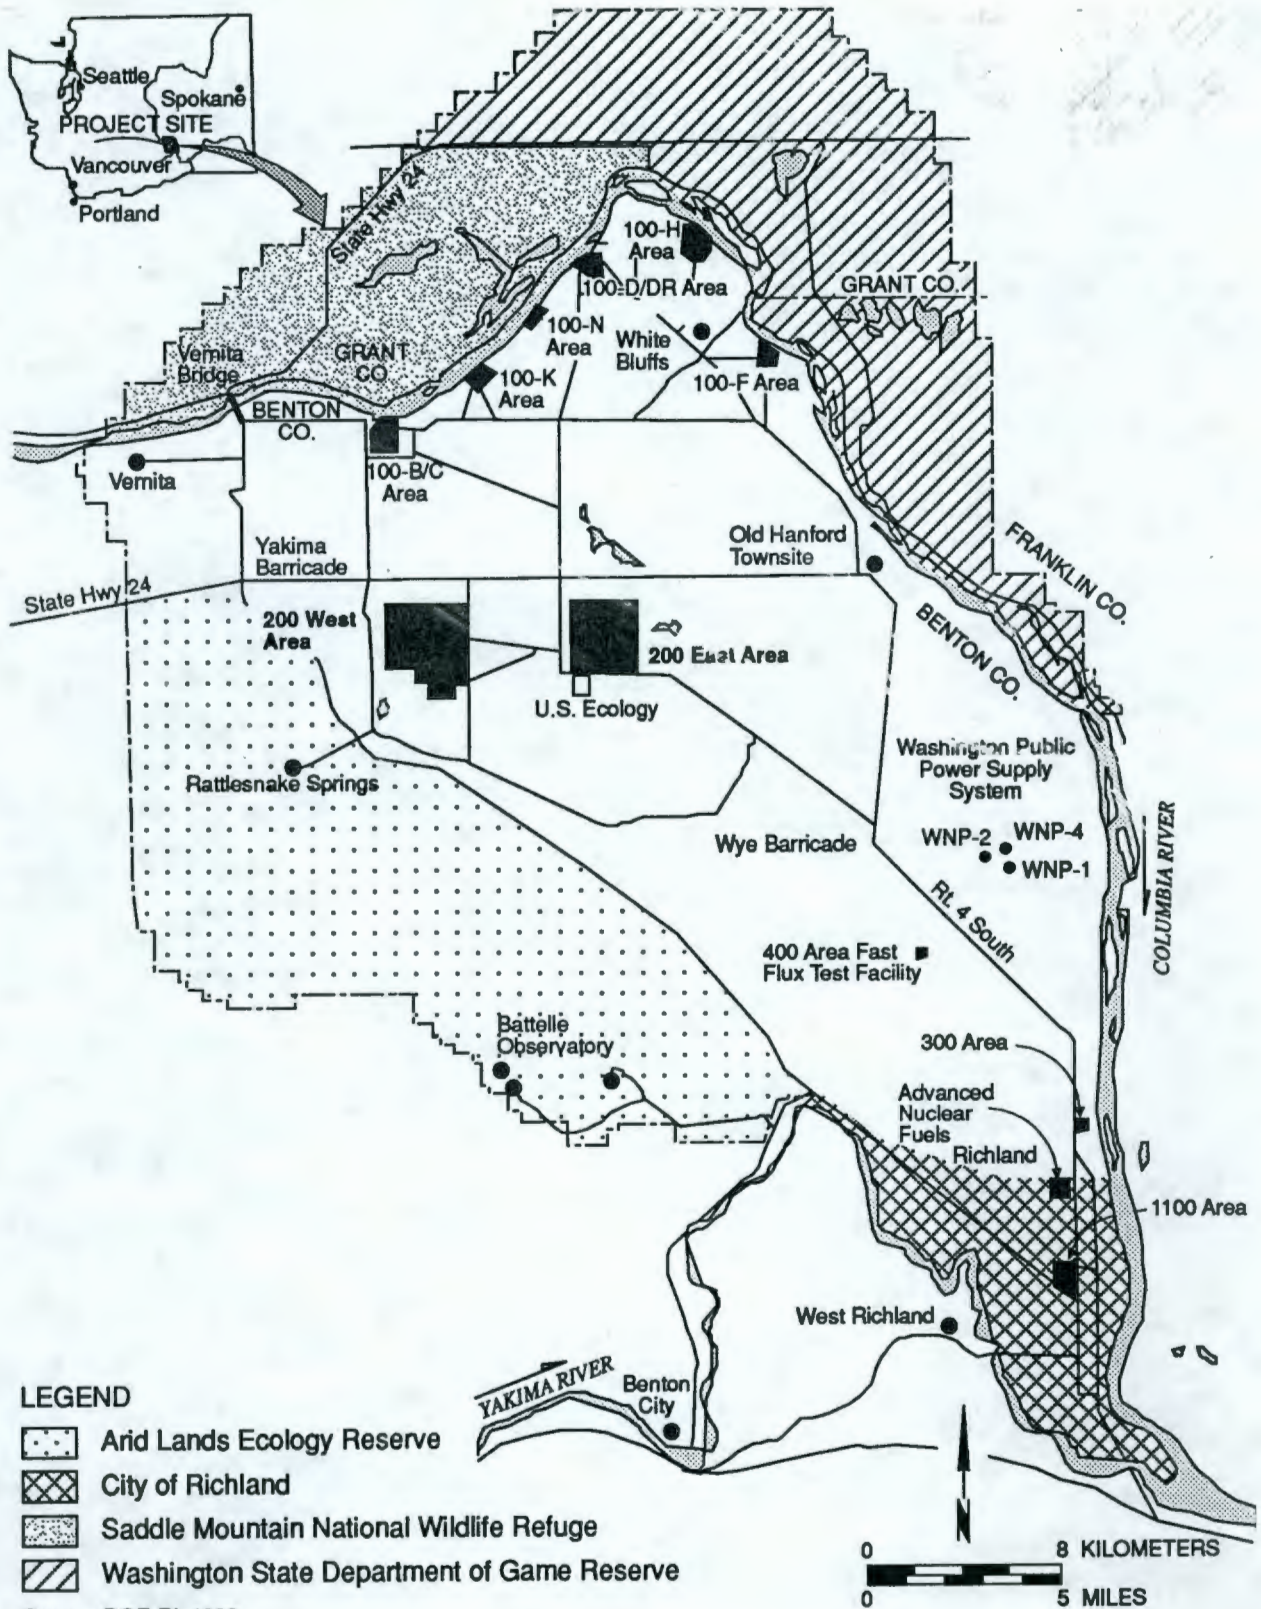 Seattle
Spokane
PROJECT SITE
Vancouver
Portland
State Hwy 24
100-H
Area
100-D/DR Area
GRANT CO.
100-N
Area
White
Bluffs
Vernita
Bridge
GRANT
CO
100-K
Area
100-F Area
BENTON
CO.
Vernita
100-B/C
Area
Yakima
Barricade
Old Hanford
Townsite
FRANKLIN CO.
State Hwy 24
BENTON CO.
200 West
Area
200 East Area
U.S. Ecology
Rattlesnake Springs
Washington Public
Power Supply
System
WNP-2
WNP-4
WNP-1
Wye Barricade
COLUMBIA RIVER
Rt. 4 South
400 Area Fast
Flux Test Facility
Battelle
Observatory
300 Area
Advanced
Nuclear
Fuels
Richland
1100 Area
West Richland
YAKIMA RIVER
Benton
City
LEGEND
Arid Lands Ecology Reserve
City of Richland
Saddle Mountain National Wildlife Refuge
Washington State Department of Game Reserve
N
0 8 KILOMETERS
0 5 MILES